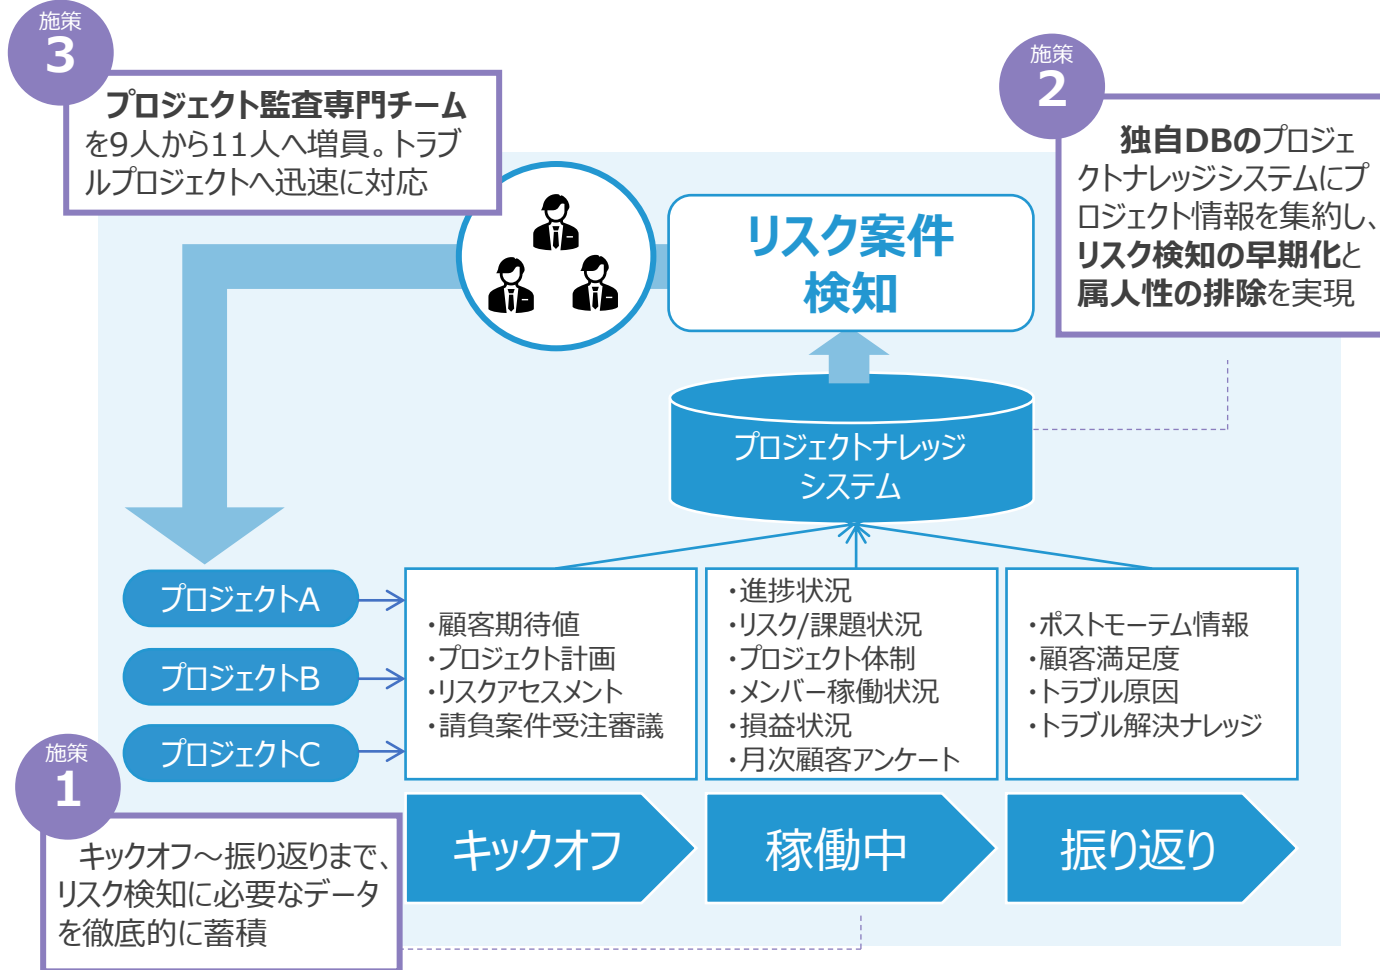 施策
3
プロジェクト監査専門チーム
を9人から11人へ増員。トラブ
ルプロジェクトへ迅速に対応
施策
2
独自DBのプロジェ
クトナレッジシステムにプ
ロジェクト情報を集約し、
リスク検知の早期化と
属人性の排除を実現
リスク案件
検知
プロジェクトナレッジ
システム
プロジェクトA
プロジェクトB
プロジェクトC
・顧客期待値
・プロジェクト計画
・リスクアセスメント
・請負案件受注審議
・進捗状況
・リスク/課題状況
・プロジェクト体制
・メンバー稼働状況
・損益状況
・月次顧客アンケート
・ポストモーテム情報
・顧客満足度
・トラブル原因
・トラブル解決ナレッジ
施策
1
キックオフ～振り返りまで、
リスク検知に必要なデータ
を徹底的に蓄積
キックオフ
稼働中
振り返り